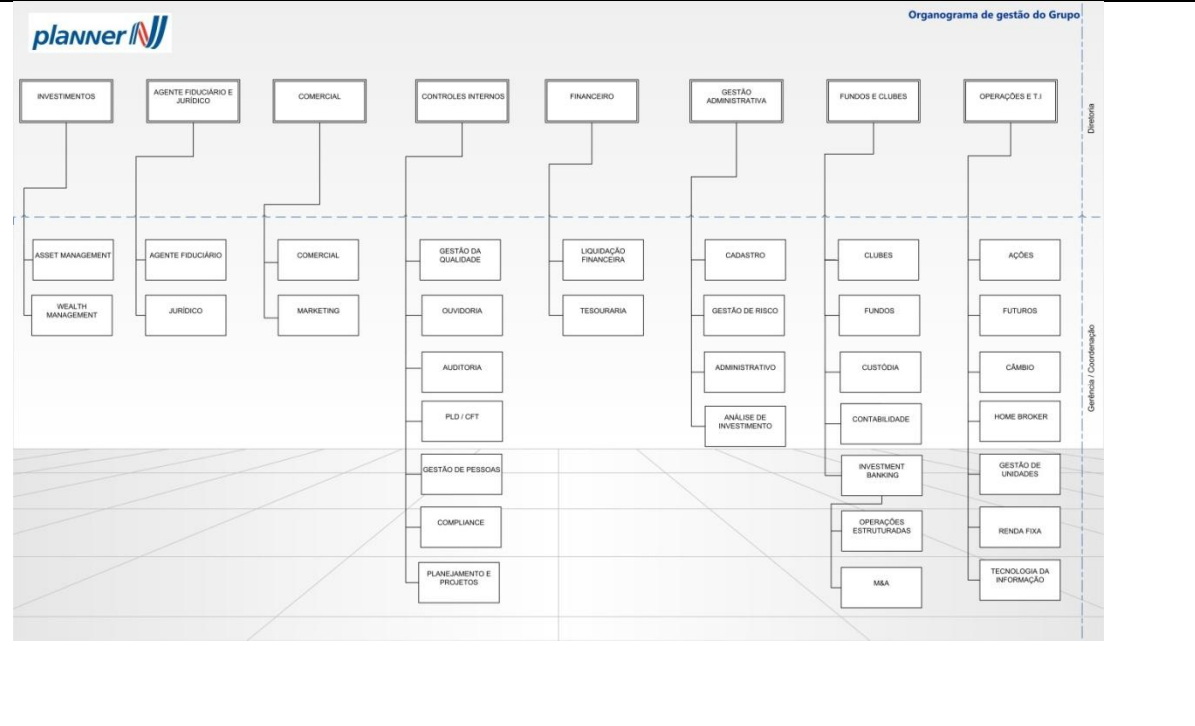 Organograma de gestão do Grupo
planner
INVESTIMENTOS
AGENTE FIDUCIÁRIO E
JURÍDICO
COMERCIAL
CONTROLES INTERNOS
FINANCEIRO
GESTÃO
ADMINISTRATIVA
FUNDOS E CLUBES
OPERAÇÕES E T.I
Diretoria
ASSET MANAGEMENT
WEALTH
MANAGEMENT
AGENTE FIDUCIÁRIO
JURÍDICO
COMERCIAL
MARKETING
GESTÃO DA
QUALIDADE
OUVIDORIA
AUDITORIA
PLD / CFT
GESTÃO DE PESSOAS
COMPLIANCE
PLANEJAMENTO E
PROJETOS
LIQUIDAÇÃO
FINANCEIRA
TESOURARIA
CADASTRO
GESTÃO DE RISCO
ADMINISTRATIVO
ANÁLISE DE
INVESTIMENTO
CLUBES
FUNDOS
CUSTÓDIA
CONTABILIDADE
INVESTMENT
BANKING
OPERAÇÕES
ESTRUTURADAS
M&A
AÇÕES
FUTUROS
CÂMBIO
HOME BROKER
GESTÃO DE
UNIDADES
RENDA FIXA
TECNOLOGIA DA
INFORMAÇÃO
Gerência / Coordenação